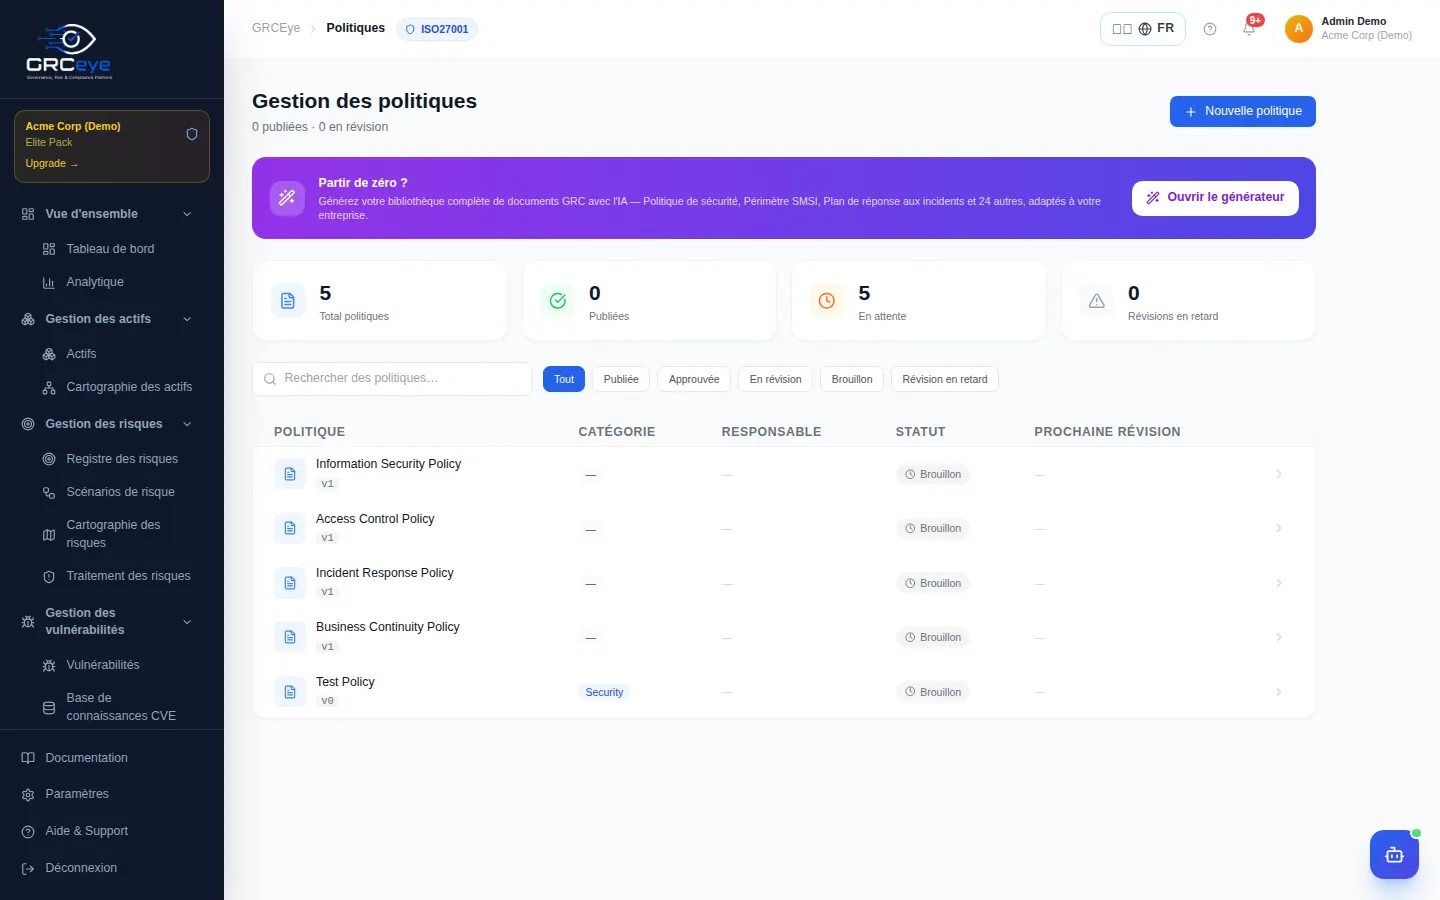 GRCeye
Governance, Risk & Compliance Platform
Acme Corp (Demo)
Elite Pack
Upgrade →
Vue d'ensemble
Tableau de bord
Analytique
Gestion des actifs
Actifs
Cartographie des actifs
Gestion des risques
Registre des risques
Scénarios de risque
Cartographie des
risques
Traitement des risques
Gestion des
vulnérabilités
Vulnérabilités
Base de
connaissances CVE
Documentation
Paramètres
Aide & Support
Déconnexion
GRCEye > Politiques ISO27001
FR
9+
A
Admin Demo
Acme Corp (Demo)
Gestion des politiques
0 publiées · 0 en révision
+ Nouvelle politique
Partir de zéro ?
Générez votre bibliothèque complète de documents GRC avec l'IA — Politique de sécurité, Périmètre SMSI, Plan de réponse aux incidents et 24 autres, adaptés à votre
entreprise.
Ouvrir le générateur
5
Total politiques
0
Publiées
5
En attente
0
Révisions en retard
Rechercher des politiques…
Tout Publiée Approuvée En révision Brouillon Révision en retard
POLITIQUE CATÉGORIE RESPONSABLE STATUT PROCHAINE RÉVISION
Information Security Policy
v1 — — Brouillon —
Access Control Policy
v1 — — Brouillon —
Incident Response Policy
v1 — — Brouillon —
Business Continuity Policy
v1 — — Brouillon —
Test Policy
v0 Security — Brouillon —